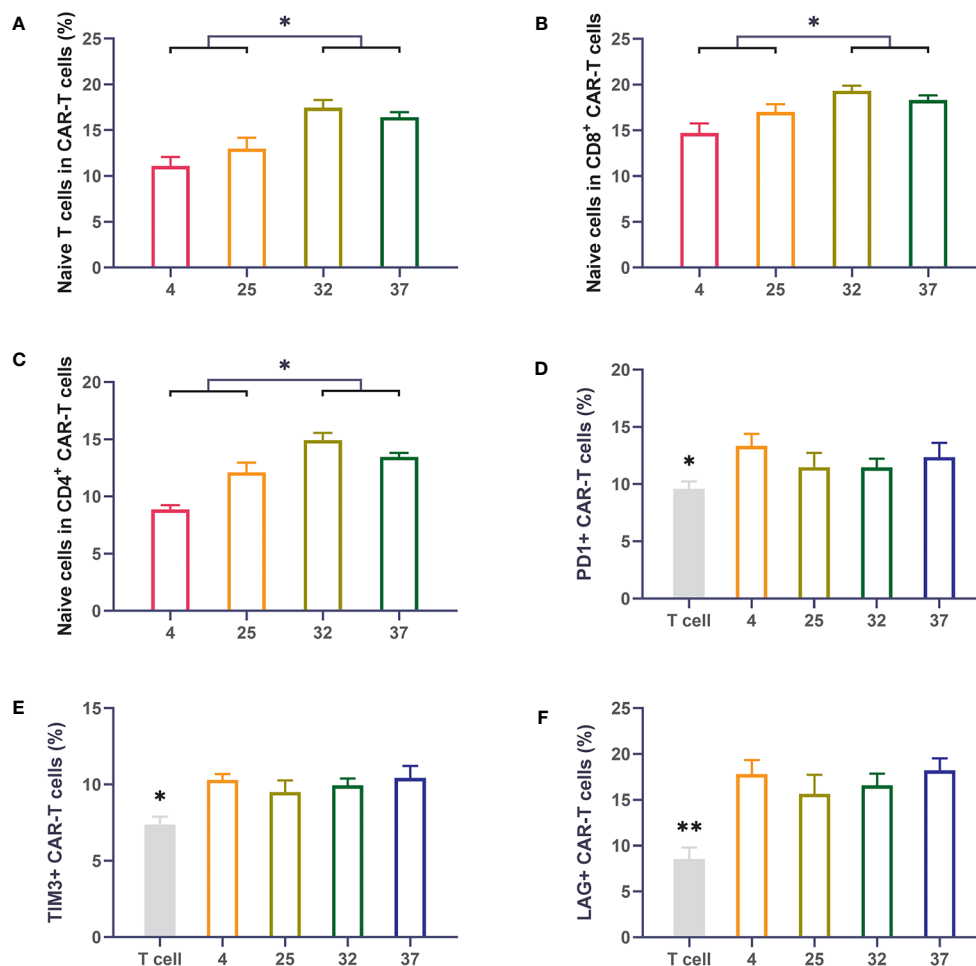 A
Naive T cells in CAR-T cells (%)
25
20
15
10
5
0
*
4 25 32 37
B
Naive cells in CD8⁺ CAR-T cells
25
20
15
10
5
0
*
4 25 32 37
C
Naive cells in CD4⁺ CAR-T cells
20
15
10
5
0
*
4 25 32 37
D
PD1+ CAR-T cells (%)
20
15
10
5
0
*
T cell 4 25 32 37
E
TIM3+ CAR-T cells (%)
15
10
5
0
*
T cell 4 25 32 37
F
LAG+ CAR-T cells (%)
25
20
15
10
5
0
**
T cell 4 25 32 37